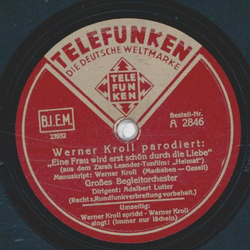 TELEFUNKEN
DIE DEUTSCHE WELTMARKE
TELE
FUN
KEN
B.I.E.M.
23932
Bestell-Nr.
A 2846
Werner Kroll parodiert:
„Eine Frau wird erst schön durch die Liebe"
(aus dem Zarah Leander-Tonfilm: „Heimat")
Manuskript: Werner Kroll (Mackeben — Gesell)
Großes Begleitorchester
Dirigent: Adalbert Lutter
(Rechta.Rundfunkverbreitung vorbehalt.)
Umseitig:
Werner Kroll spricht - Werner Kroll
singt! (immer nur lächeln)